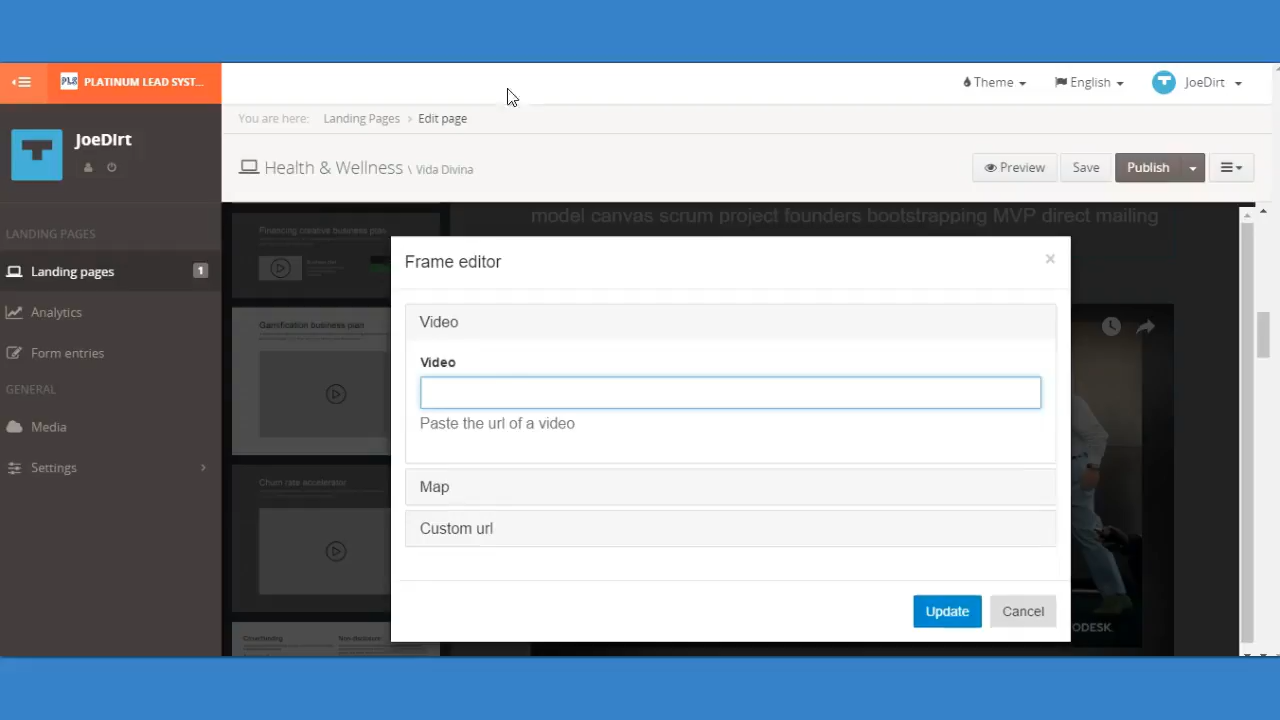 PLS PLATINUM LEAD SYST...
Theme
English
JoeDirt
JoeDIrt
You are here: Landing Pages > Edit page
Health & Wellness \ Vida Divina
Preview
Save
Publish
LANDING PAGES
Landing pages 1
Analytics
Form entries
GENERAL
Media
Settings
model canvas scrum project founders bootstrapping MVP direct mailing
Financing creative business plan
Gamification business plan
Churn rate accelerator
Crowdfunding
Non-disclosure
Frame editor
×
Video
Video
Paste the url of a video
Map
Custom url
Update
Cancel
ODESK.